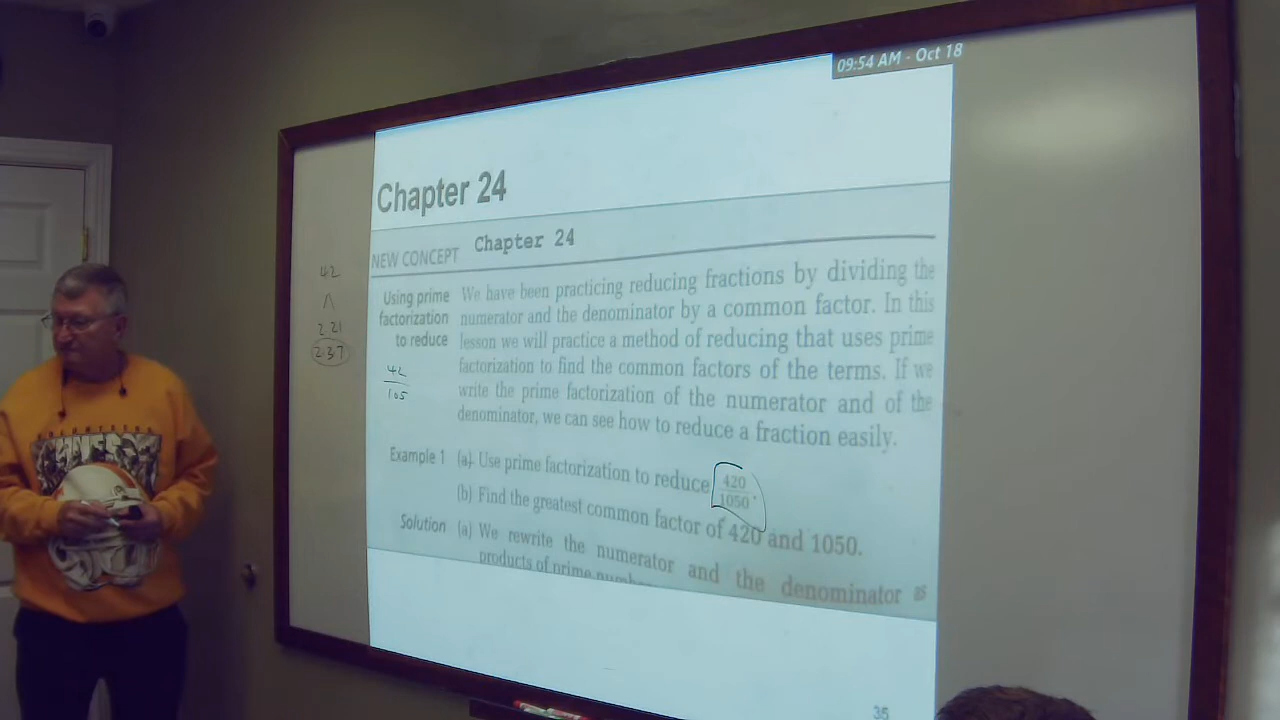 09:54 AM - Oct 18
Chapter 24
NEW CONCEPT Chapter 24
Using prime
factorization
to reduce
We have been practicing reducing fractions by dividing the
numerator and the denominator by a common factor. In this
lesson we will practice a method of reducing that uses prime
factorization to find the common factors of the terms. If we
write the prime factorization of the numerator and of the
denominator, we can see how to reduce a fraction easily.
42
2.21
2.3.7
42
105
Example 1 (a) Use prime factorization to reduce 420/1050.
(b) Find the greatest common factor of 420 and 1050.
Solution (a) We rewrite the numerator and the denominator as
products of prime
35